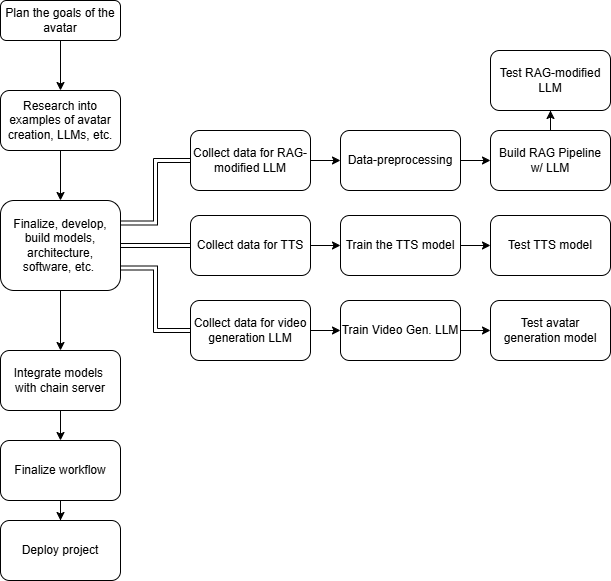 Plan the goals of the
avatar
Research into
examples of avatar
creation, LLMs, etc.
Finalize, develop,
build models,
architecture,
software, etc.
Integrate models
with chain server
Finalize workflow
Deploy project
Collect data for RAG-
modified LLM
Data-preprocessing
Build RAG Pipeline
w/ LLM
Test RAG-modified
LLM
Collect data for TTS
Train the TTS model
Test TTS model
Collect data for video
generation LLM
Train Video Gen. LLM
Test avatar
generation model